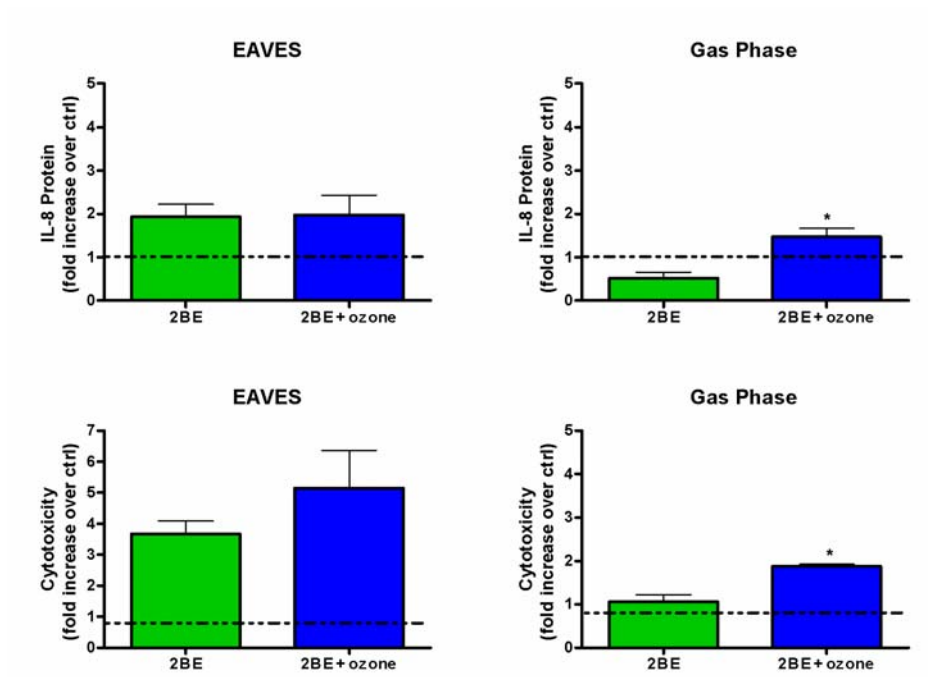 EAVES
IL-8 Protein
(fold increase over ctrl)
5
4
3
2
1
0
2BE
2BE+ozone
Gas Phase
IL-8 Protein
(fold increase over ctrl)
5
4
3
2
1
0
*
2BE
2BE+ozone
EAVES
Cytotoxicity
(fold increase over ctrl)
7
6
5
4
3
2
1
0
2BE
2BE+ozone
Gas Phase
Cytotoxicity
(fold increase over ctrl)
5
4
3
2
1
0
*
2BE
2BE+ozone